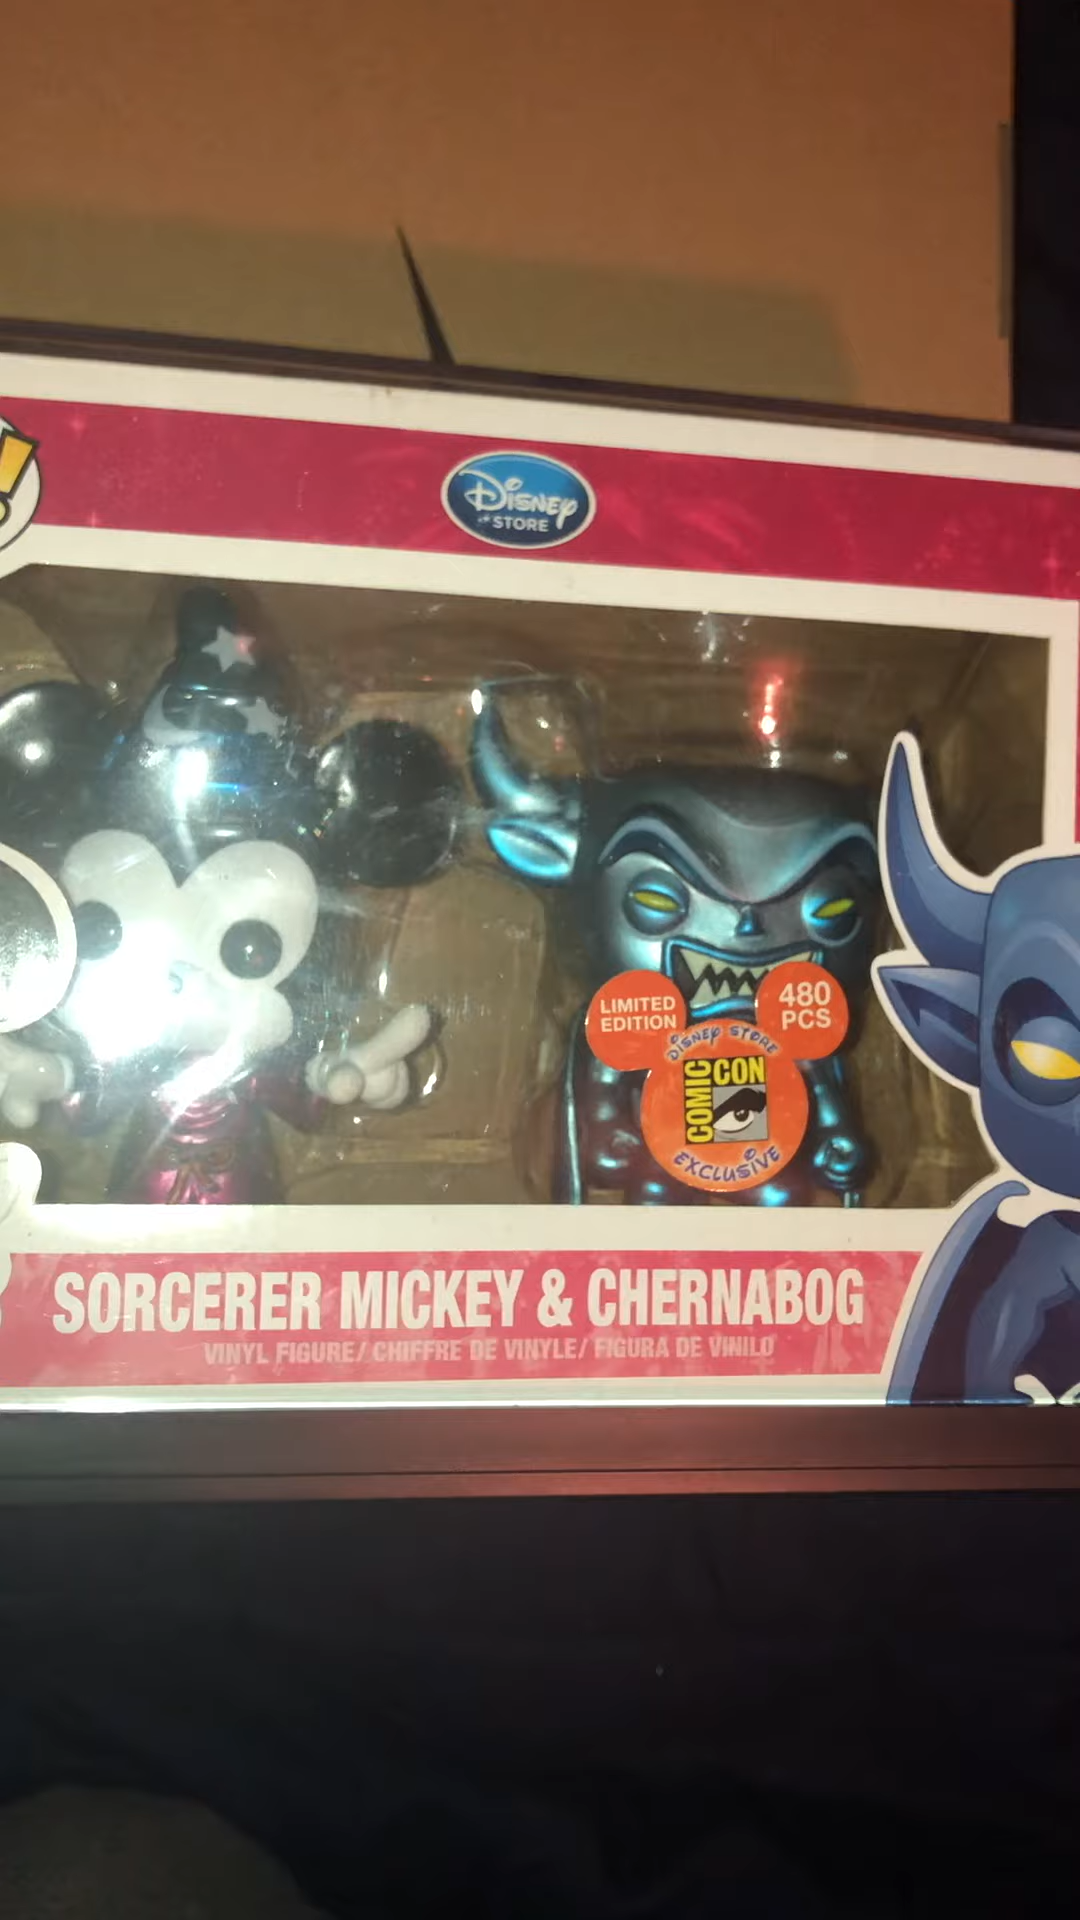 !
DISNEY
STORE
LIMITED
EDITION
480
PCS
DISNEY STORE
COMIC
CON
EXCLUSIVE
SORCERER MICKEY & CHERNABOG
VINYL FIGURE/ CHIFFRE DE VINYLE/ FIGURA DE VINILO